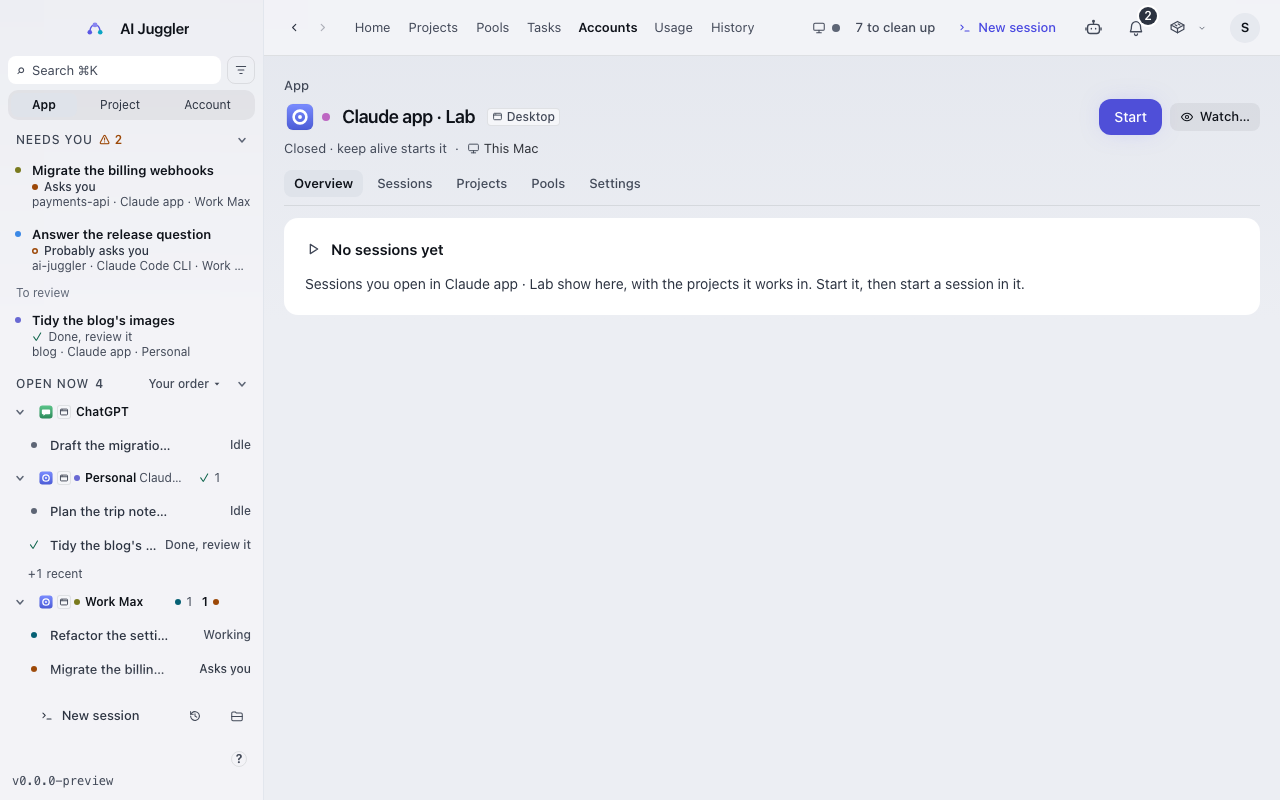 AI Juggler
Search ⌘K
App Project Account
NEEDS YOU 2
Migrate the billing webhooks
Asks you
payments-api · Claude app · Work Max
Answer the release question
Probably asks you
ai-juggler · Claude Code CLI · Work ...
To review
Tidy the blog's images
Done, review it
blog · Claude app · Personal
OPEN NOW 4 Your order
ChatGPT
Draft the migratio... Idle
Personal Claud... 1
Plan the trip note... Idle
Tidy the blog's ... Done, review it
+1 recent
Work Max 1 1
Refactor the setti... Working
Migrate the billin... Asks you
New session
?
v0.0.0-preview
Home Projects Pools Tasks Accounts Usage History 7 to clean up New session 2 S
App
Claude app · Lab Desktop Start Watch...
Closed · keep alive starts it · This Mac
Overview Sessions Projects Pools Settings
No sessions yet
Sessions you open in Claude app · Lab show here, with the projects it works in. Start it, then start a session in it.